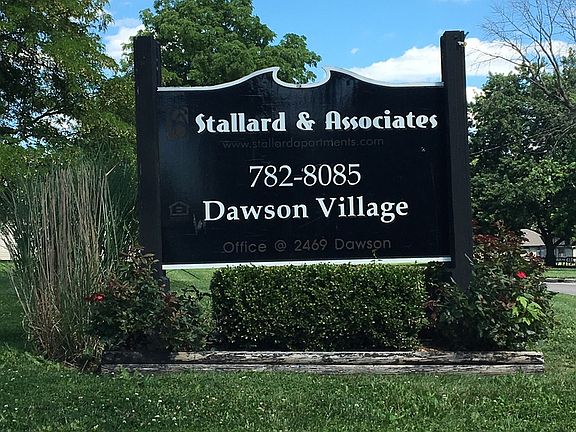 Stallard & Associates
www.stallardapartments.com
782-8085
Dawson Village
Office @ 2469 Dawson